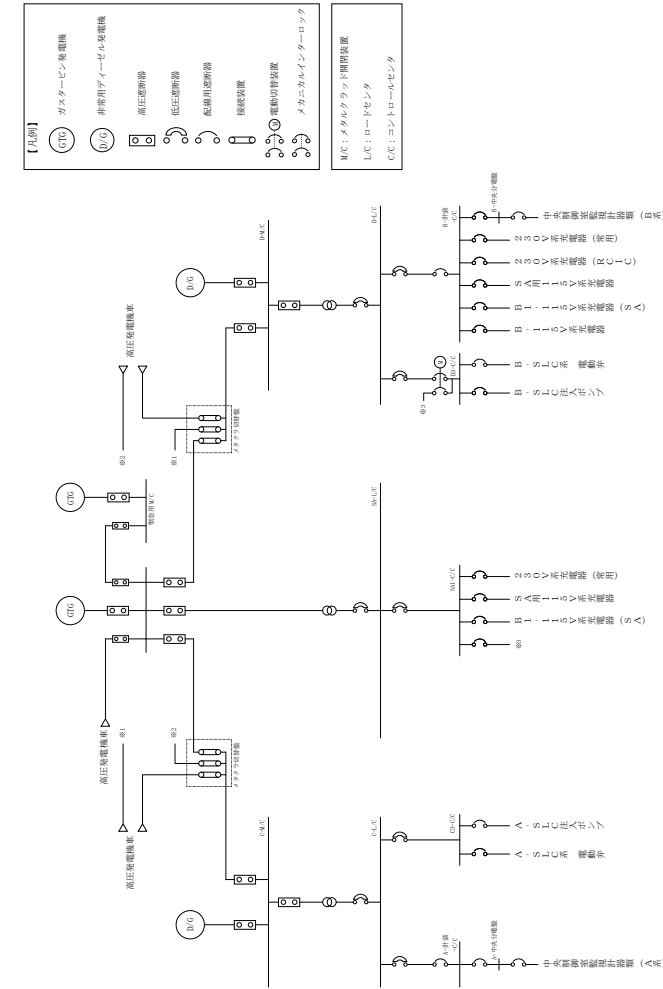 【凡例】
GTG
ガスタービン発電機
D/G
非常用ディーゼル発電機
高圧遮断器
低圧遮断器
配線用遮断器
接続装置
M
電動切替装置
メカニカルインターロック
M/C：メタルクラッド開閉装置
L/C：ロードセンタ
C/C：コントロールセンタ
D/G
C-M/C
C-L/C
A-計装
-C/C
A-中央分電盤
中央制御室監視計器類（A系
C3-C/C
A-SLC系 電動弁
A-SLC注入ポンプ
高圧発電機車
※1
高圧発電機車
※2
メタクラ切替盤
GTG
GTG
緊急用M/C
SA-L/C
SA1-C/C
※3
B1-115V系充電器（SA）
SA用115V系充電器
230V系充電器（常用）
※2
※1
高圧発電機車
メタクラ切替盤
D/G
D-M/C
D-L/C
※3
M
D3-C/C
B-SLC注入ポンプ
B-SLC系 電動弁
B-計装
-C/C
B-115V系充電器
B1-115V系充電器（SA）
SA用115V系充電器
230V系充電器（RCIC）
230V系充電器（常用）
B-中央分電盤
中央制御室監視計器類（B系